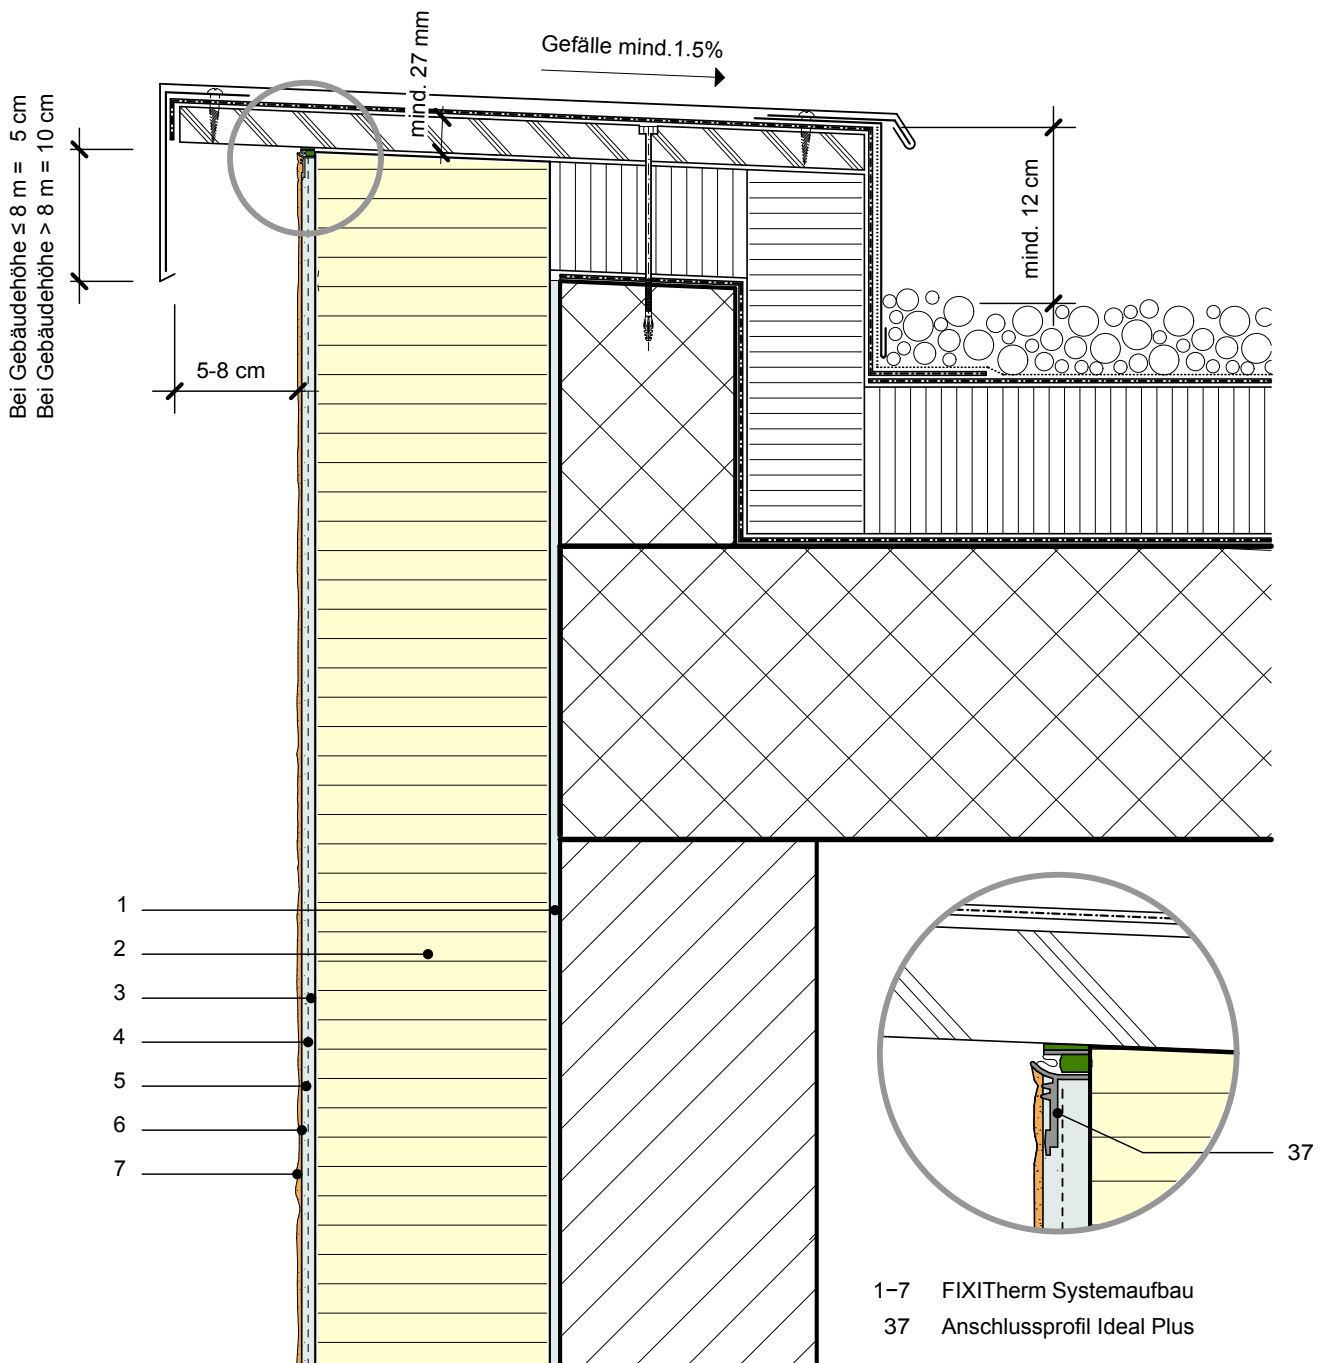 Gefälle mind.1.5%
mind. 27 mm
Bei Gebäudehöhe ≤ 8 m = 5 cm
Bei Gebäudehöhe > 8 m = 10 cm
mind. 12 cm
5-8 cm
1
2
3
4
5
6
7
37
1–7 FIXITherm Systemaufbau
37 Anschlussprofil Ideal Plus